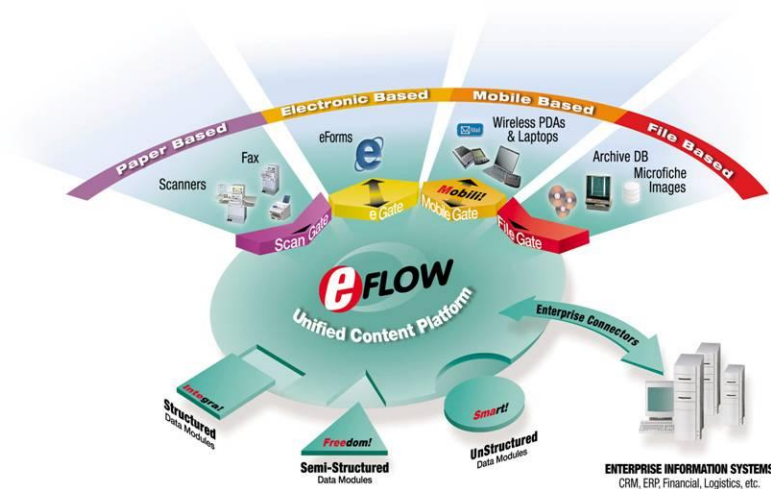 Paper Based
Electronic Based
Mobile Based
File Based
Scanners
Fax
eForms
Mail
Wireless PDAs
& Laptops
Archive DB
Microfiche
Images
Scan Gate
e Gate
Mobili!
Mobile Gate
File Gate
eFLOW
Unified Content Platform
Enterprise Connectors
Integra!
Structured
Data Modules
Freedom!
Semi-Structured
Data Modules
Smart!
UnStructured
Data Modules
ENTERPRISE INFORMATION SYSTEMS
CRM, ERP, Financial, Logistics, etc.